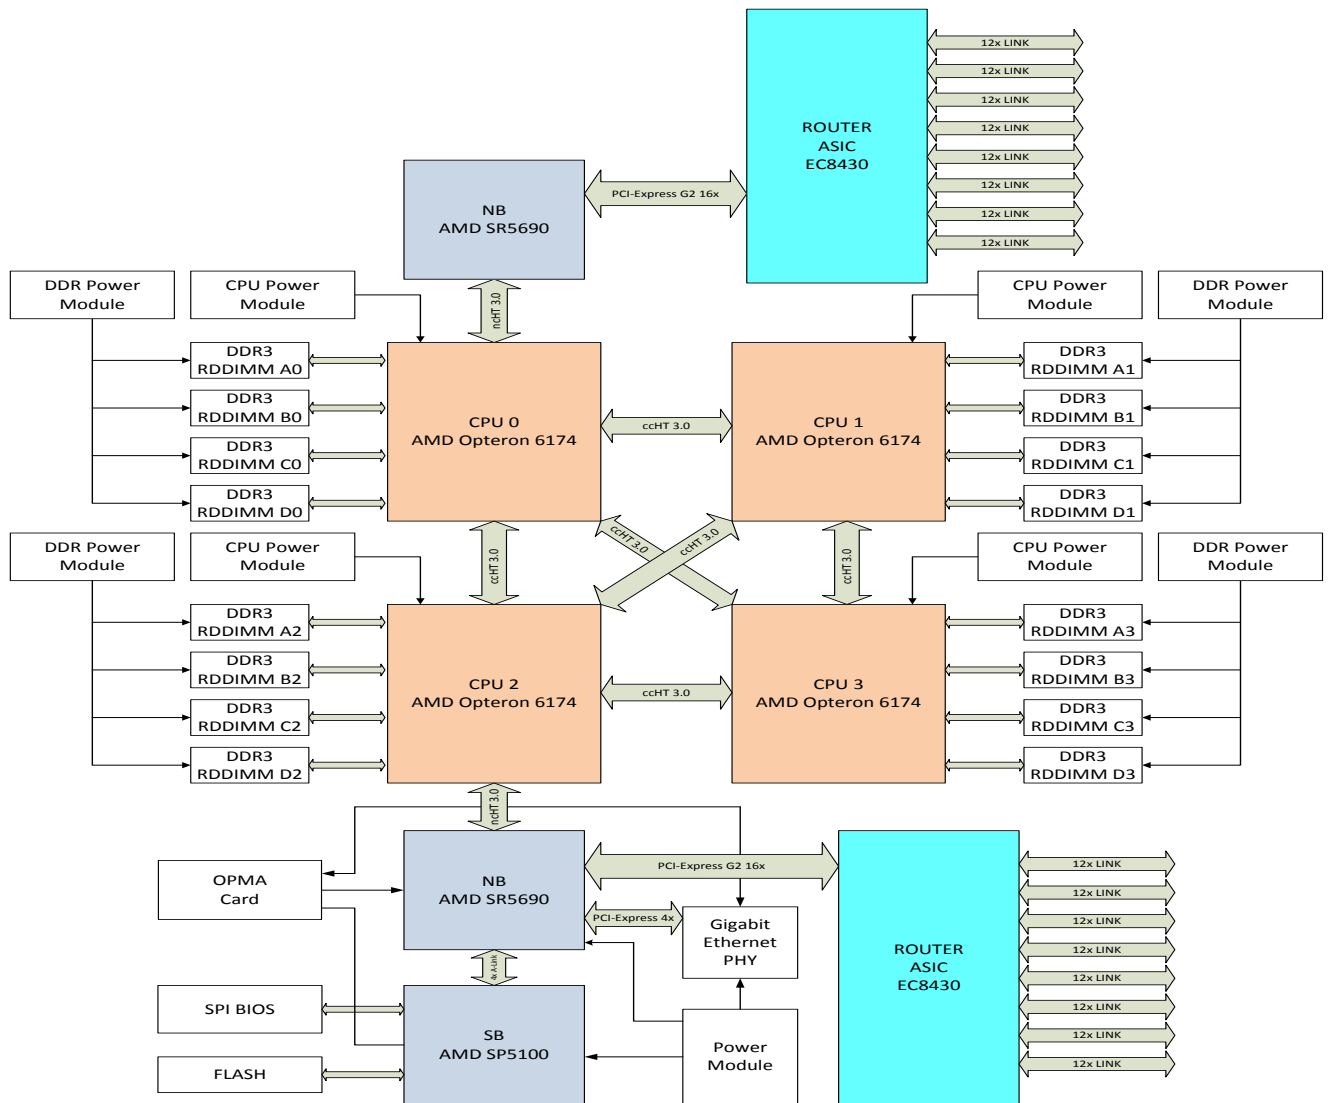 12x LINK
12x LINK
12x LINK
12x LINK
12x LINK
12x LINK
12x LINK
12x LINK
ROUTER
ASIC
EC8430
PCI-Express G2 16x
NB
AMD SR5690
ncHT 3.0
DDR Power
Module
CPU Power
Module
CPU Power
Module
DDR Power
Module
DDR3
RDDIMM A0
DDR3
RDDIMM B0
DDR3
RDDIMM C0
DDR3
RDDIMM D0
CPU 0
AMD Opteron 6174
ccHT 3.0
CPU 1
AMD Opteron 6174
DDR3
RDDIMM A1
DDR3
RDDIMM B1
DDR3
RDDIMM C1
DDR3
RDDIMM D1
ccHT 3.0
ccHT 3.0
ccHT 3.0
ccHT 3.0
DDR Power
Module
CPU Power
Module
CPU Power
Module
DDR Power
Module
DDR3
RDDIMM A2
DDR3
RDDIMM B2
DDR3
RDDIMM C2
DDR3
RDDIMM D2
CPU 2
AMD Opteron 6174
ccHT 3.0
CPU 3
AMD Opteron 6174
DDR3
RDDIMM A3
DDR3
RDDIMM B3
DDR3
RDDIMM C3
DDR3
RDDIMM D3
ncHT 3.0
OPMA
Card
NB
AMD SR5690
PCI-Express G2 16x
PCI-Express 4x
Gigabit
Ethernet
PHY
4x A-Link
SPI BIOS
FLASH
SB
AMD SP5100
Power
Module
ROUTER
ASIC
EC8430
12x LINK
12x LINK
12x LINK
12x LINK
12x LINK
12x LINK
12x LINK
12x LINK